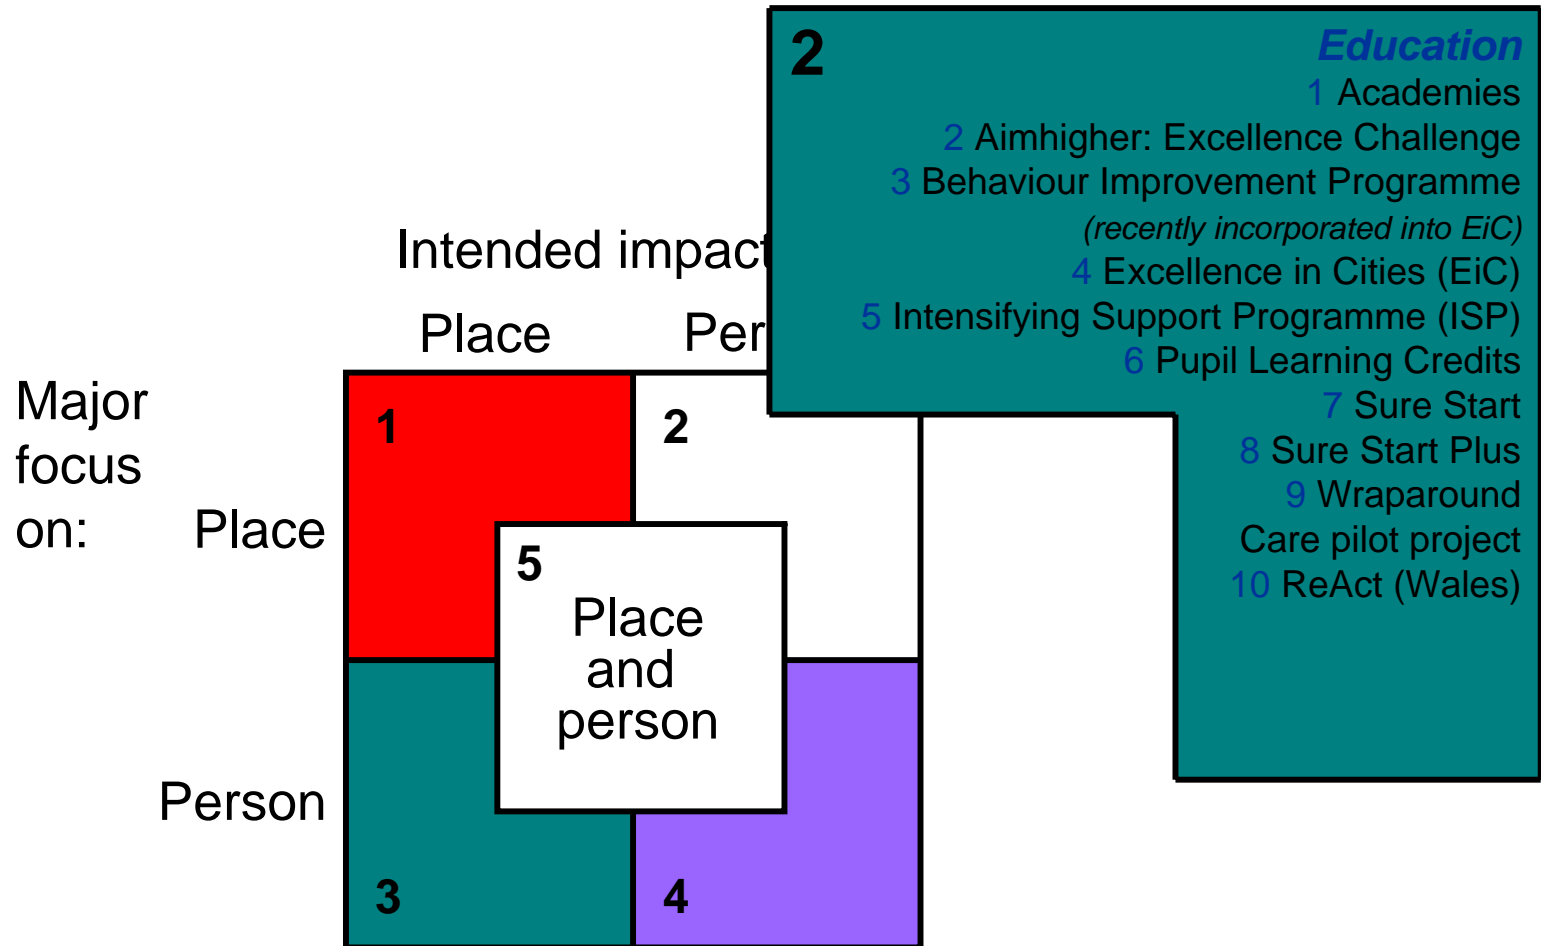 2
Education
1 Academies
2 Aimhigher: Excellence Challenge
3 Behaviour Improvement Programme
(recently incorporated into EiC)
4 Excellence in Cities (EiC)
5 Intensifying Support Programme (ISP)
6 Pupil Learning Credits
7 Sure Start
8 Sure Start Plus
9 Wraparound
Care pilot project
10 ReAct (Wales)
Intended impact
Place Per
Major
focus
on:
Place
Person
1
2
5
Place
and
person
3
4